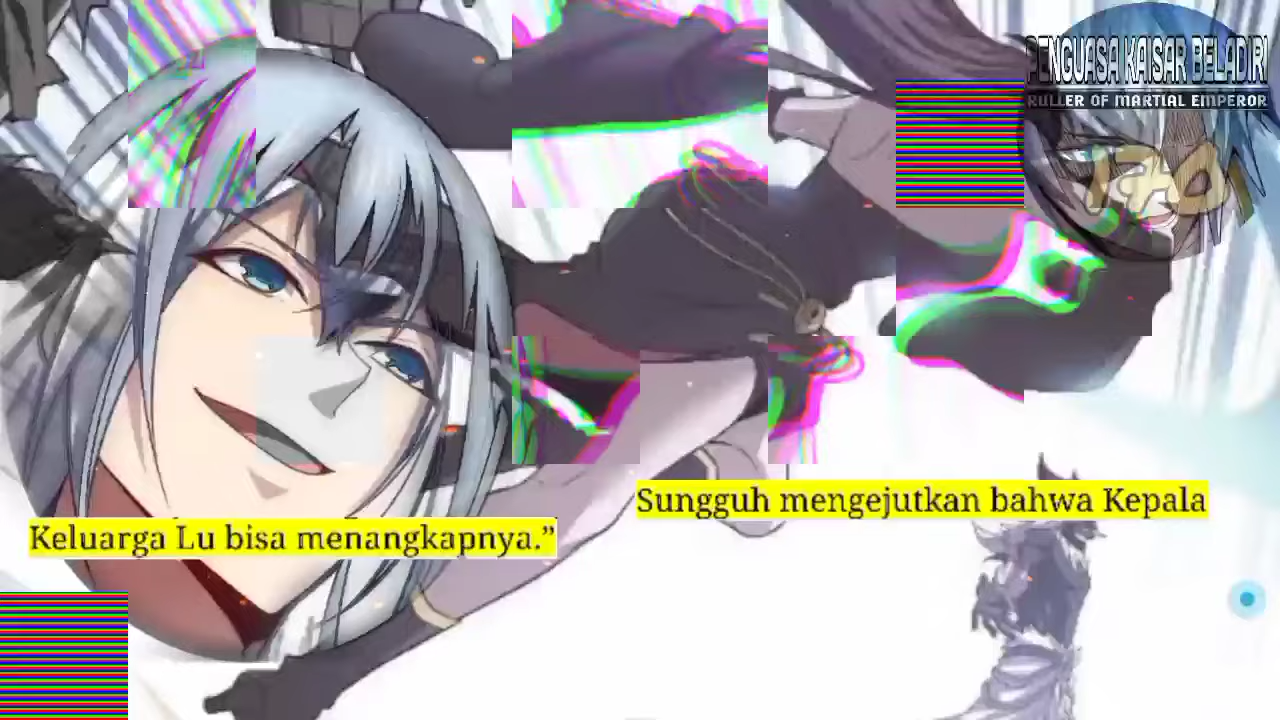 PENGUASA KAISAR BELADIRI
RULLER OF MARTIAL EMPEROR
Sungguh mengejutkan bahwa Kepala
Keluarga Lu bisa menangkapnya.”